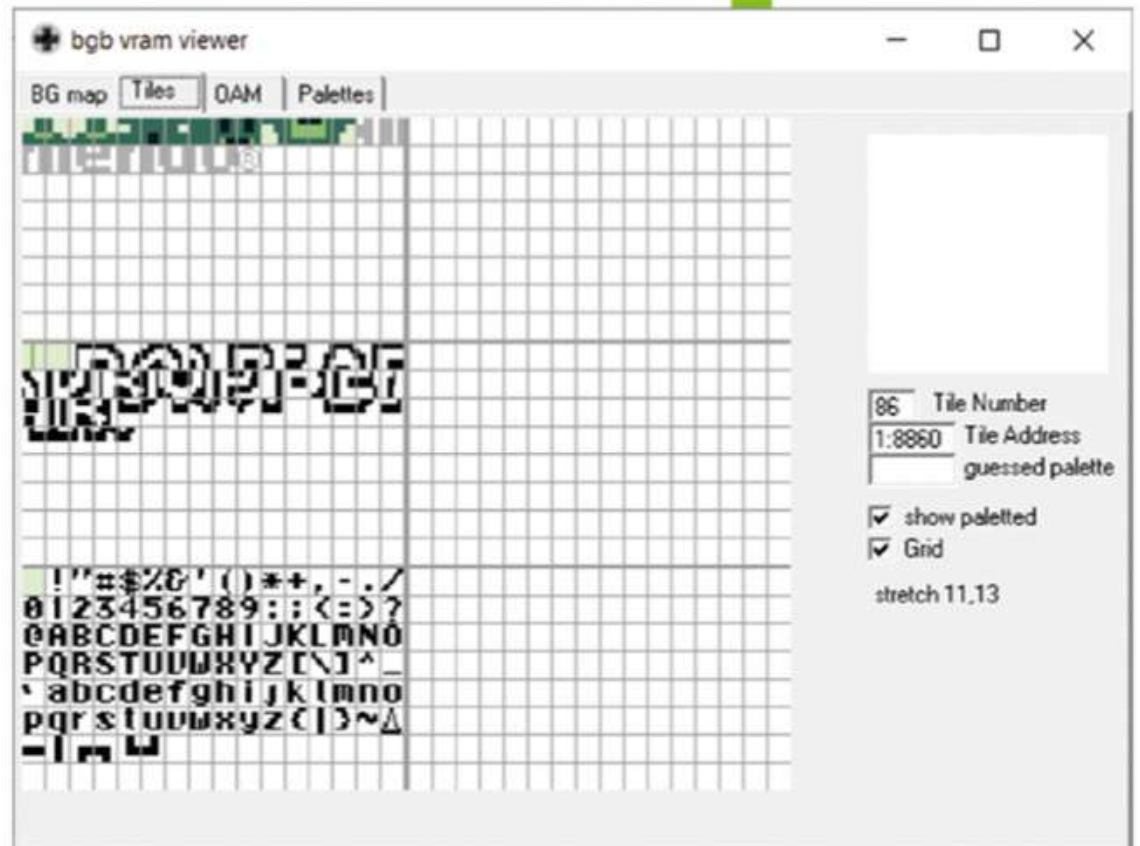 bgb vram viewer
BG map Tiles OAM Palettes
®
86 Tile Number
1:8860 Tile Address
guessed palette
show paletted
Grid
stretch 11,13
!"#$%&'()*+,-./
0123456789:;<=>?
@ABCDEFGHIJKLMNO
PQRSTUVWXYZ[\]^_
`abcdefghijklmno
pqrstuvwxyz{|}~△